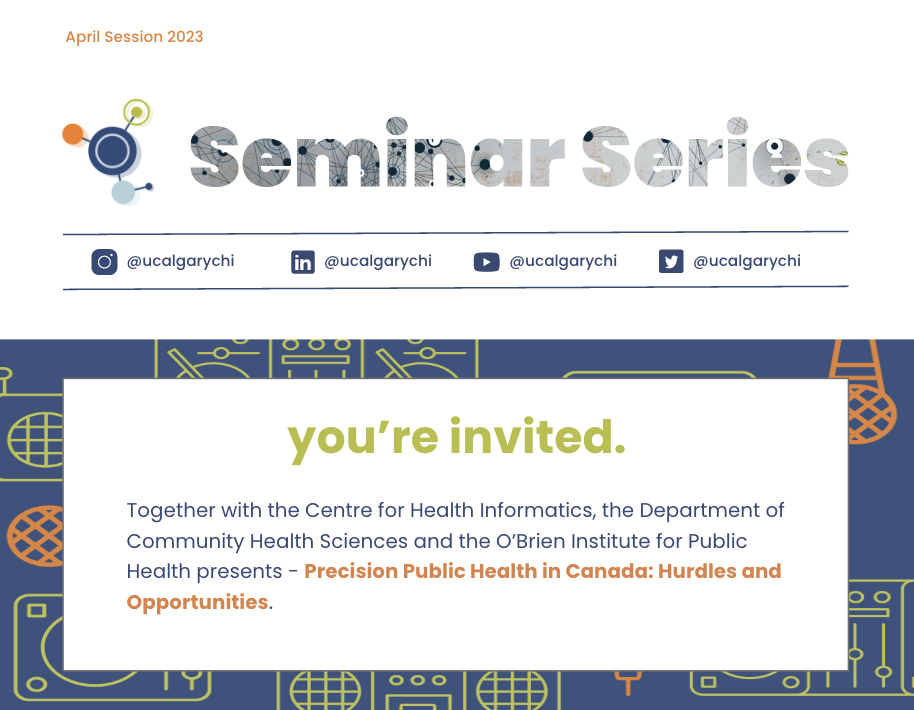 April Session 2023
Seminar Series
@ucalgarychi @ucalgarychi @ucalgarychi @ucalgarychi
you’re invited.
Together with the Centre for Health Informatics, the Department of
Community Health Sciences and the O’Brien Institute for Public
Health presents - Precision Public Health in Canada: Hurdles and
Opportunities.